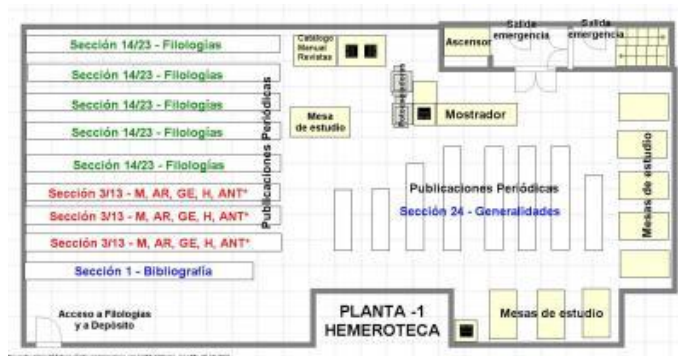 Sección 14/23 - Filologías
Sección 14/23 - Filologías
Sección 14/23 - Filologías
Sección 14/23 - Filologías
Sección 14/23 - Filologías
Sección 3/13 - M, AR, GE, H, ANT*
Sección 3/13 - M, AR, GE, H, ANT*
Sección 3/13 - M, AR, GE, H, ANT*
Sección 1 - Bibliografía
Acceso a Filologías
y a Depósito
Publicaciones Periódicas
Catálogo
Manual
Revistas
Mesa
de estudio
Fotocopiadoras
Mostrador
Ascensor
Salida
emergencia
Salida
emergencia
Publicaciones Periódicas
Sección 24 - Generalidades
Mesas de estudio
Mesas de estudio
PLANTA -1
HEMEROTECA